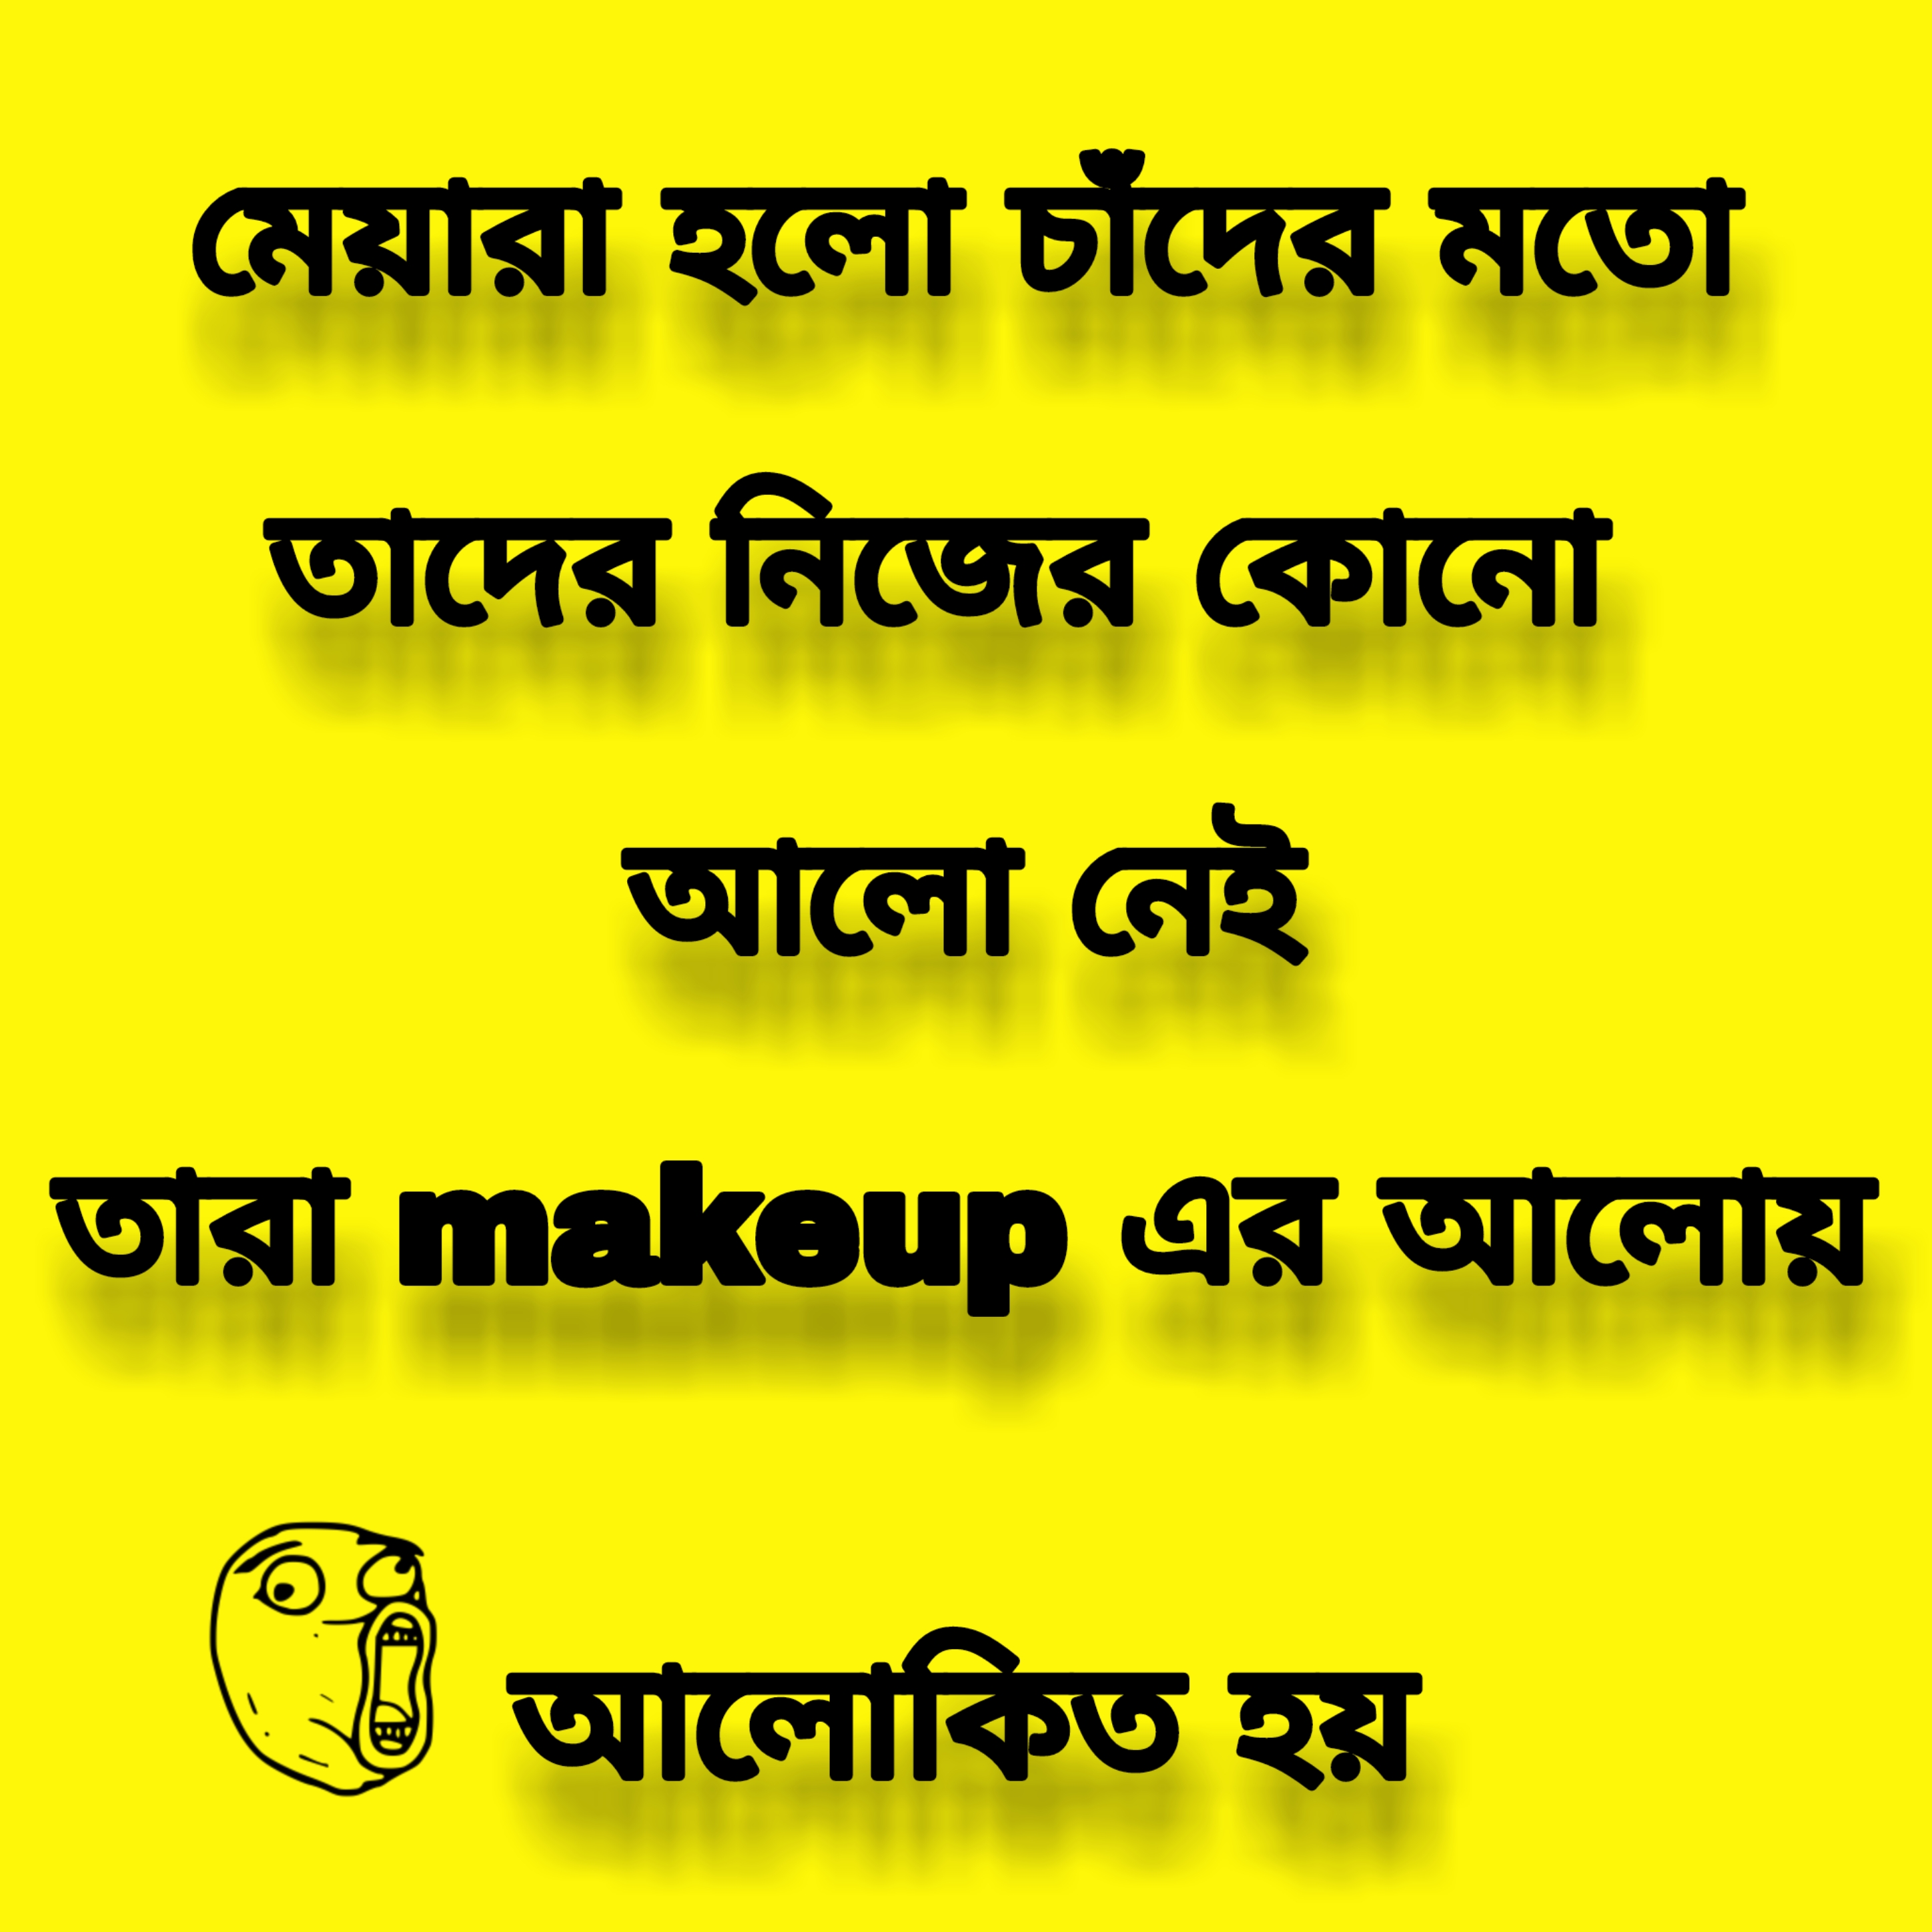 মেয়ারা হলো চাঁদের মতো
তাদের নিজের কোনো
আলো নেই
তারা makeup এর আলোয়
আলোকিত হয়